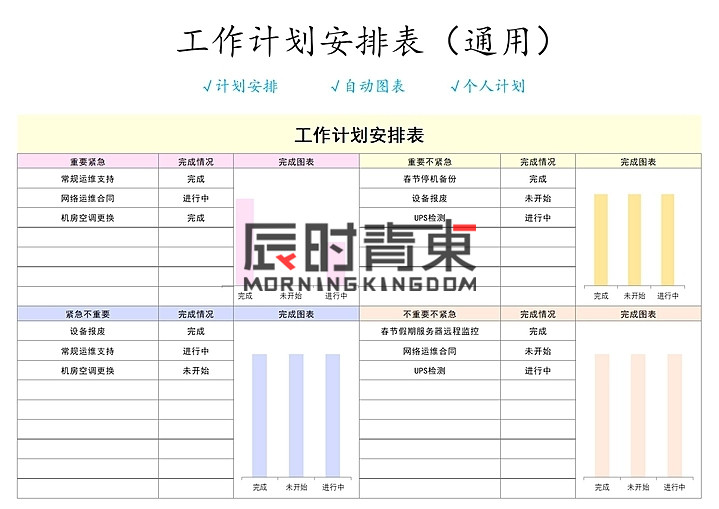 工作计划安排表（通用）
√计划安排 √自动图表 √个人计划
工作计划安排表
重要紧急 完成情况 完成图表 重要不紧急 完成情况 完成图表
常规运维支持 完成 春节停机备份 完成
网络运维合同 进行中 设备报废 未开始
机房空调更换 完成 UPS检测 进行中
辰时青東
MORNINGKINGDOM
完成 未开始 进行中 完成 未开始 进行中
紧急不重要 完成情况 完成图表 不重要不紧急 完成情况 完成图表
设备报废 完成 春节假期服务器远程监控 完成
常规运维支持 进行中 网络运维合同 未开始
机房空调更换 未开始 UPS检测 进行中
完成 未开始 进行中 完成 未开始 进行中